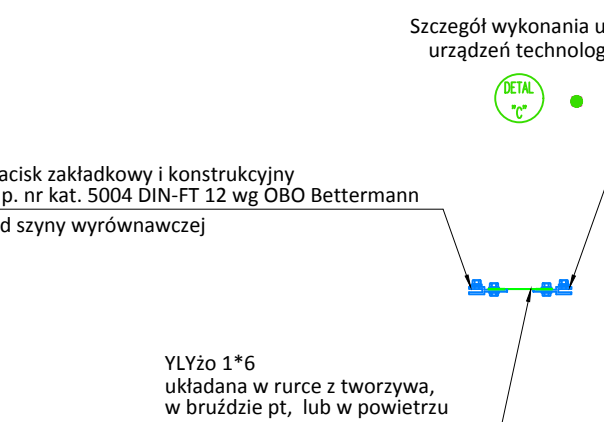 Szczegół wykonania u
urządzeń technolog
DETAL
"C"
acisk zakładkowy i konstrukcyjny
p. nr kat. 5004 DIN-FT 12 wg OBO Bettermann
d szyny wyrównawczej
YLYżo 1*6
układana w rurce z tworzywa,
w bruździe pt, lub w powietrzu